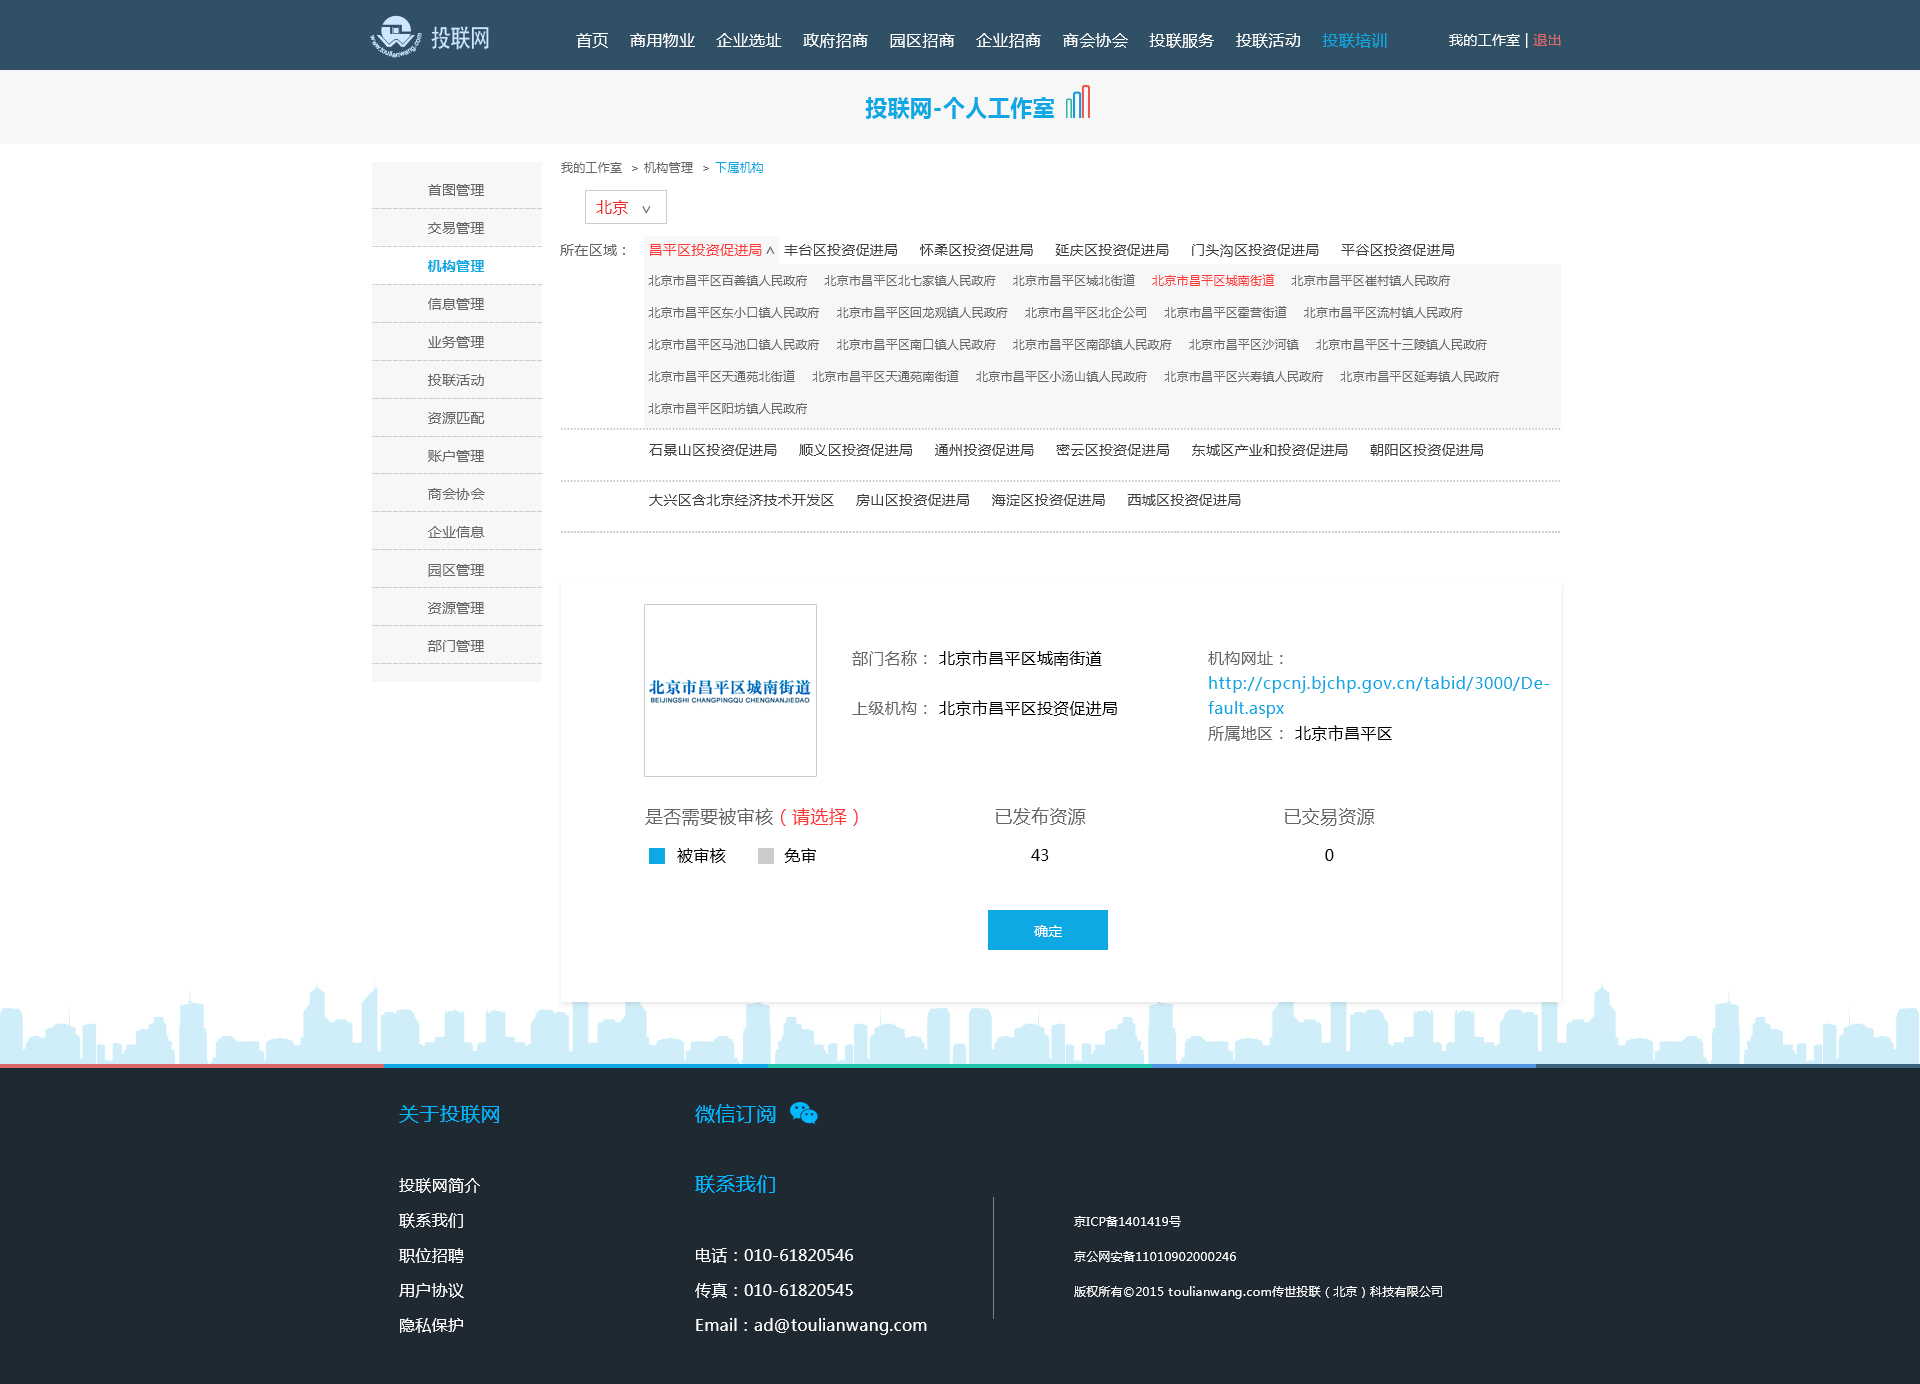 www.toulianwang.com
投联网 首页 商用物业 企业选址 政府招商 园区招商 企业招商 商会协会 投联服务 投联活动 投联培训 我的工作室 | 退出
投联网-个人工作室
我的工作室 > 机构管理 > 下属机构
首图管理
交易管理
机构管理
信息管理
业务管理
投联活动
资源匹配
账户管理
商会协会
企业信息
园区管理
资源管理
部门管理
北京 ∨
所在区域： 昌平区投资促进局 ∧ 丰台区投资促进局 怀柔区投资促进局 延庆区投资促进局 门头沟区投资促进局 平谷区投资促进局
北京市昌平区百善镇人民政府 北京市昌平区北七家镇人民政府 北京市昌平区城北街道 北京市昌平区城南街道 北京市昌平区崔村镇人民政府
北京市昌平区东小口镇人民政府 北京市昌平区回龙观镇人民政府 北京市昌平区北企公司 北京市昌平区霍营街道 北京市昌平区流村镇人民政府
北京市昌平区马池口镇人民政府 北京市昌平区南口镇人民政府 北京市昌平区南邵镇人民政府 北京市昌平区沙河镇 北京市昌平区十三陵镇人民政府
北京市昌平区天通苑北街道 北京市昌平区天通苑南街道 北京市昌平区小汤山镇人民政府 北京市昌平区兴寿镇人民政府 北京市昌平区延寿镇人民政府
北京市昌平区阳坊镇人民政府
石景山区投资促进局 顺义区投资促进局 通州投资促进局 密云区投资促进局 东城区产业和投资促进局 朝阳区投资促进局
大兴区含北京经济技术开发区 房山区投资促进局 海淀区投资促进局 西城区投资促进局
北京市昌平区城南街道
BEIJINGSHI CHANGPINGQU CHENGNANJIEDAO
部门名称： 北京市昌平区城南街道
上级机构： 北京市昌平区投资促进局
机构网址：
http://cpcnj.bjchp.gov.cn/tabid/3000/De-
fault.aspx
所属地区： 北京市昌平区
是否需要被审核（请选择） 已发布资源 已交易资源
被审核 免审 43 0
确定
关于投联网
投联网简介
联系我们
职位招聘
用户协议
隐私保护
微信订阅
联系我们
电话：010-61820546
传真：010-61820545
Email：ad@toulianwang.com
京ICP备1401419号
京公网安备11010902000246
版权所有©2015 toulianwang.com传世投联（北京）科技有限公司